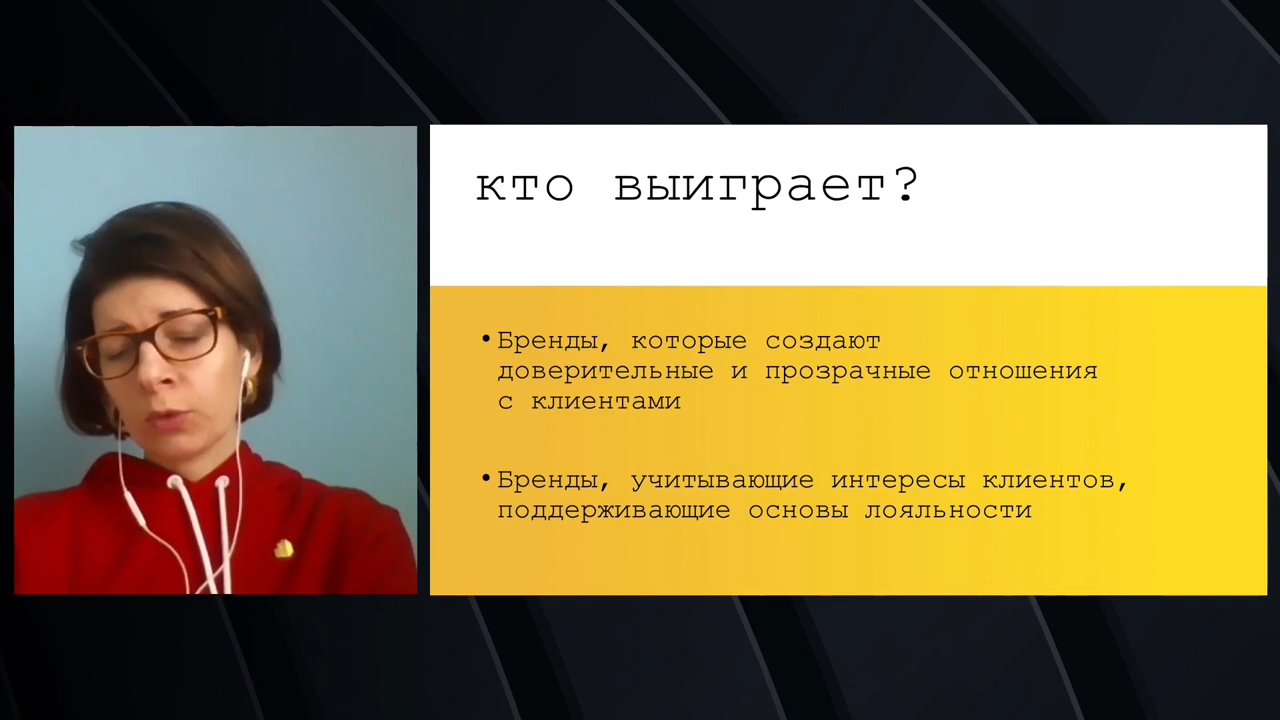 кто выиграет?
•Бренды, которые создают
доверительные и прозрачные отношения
с клиентами
•Бренды, учитывающие интересы клиентов,
поддерживающие основы лояльности